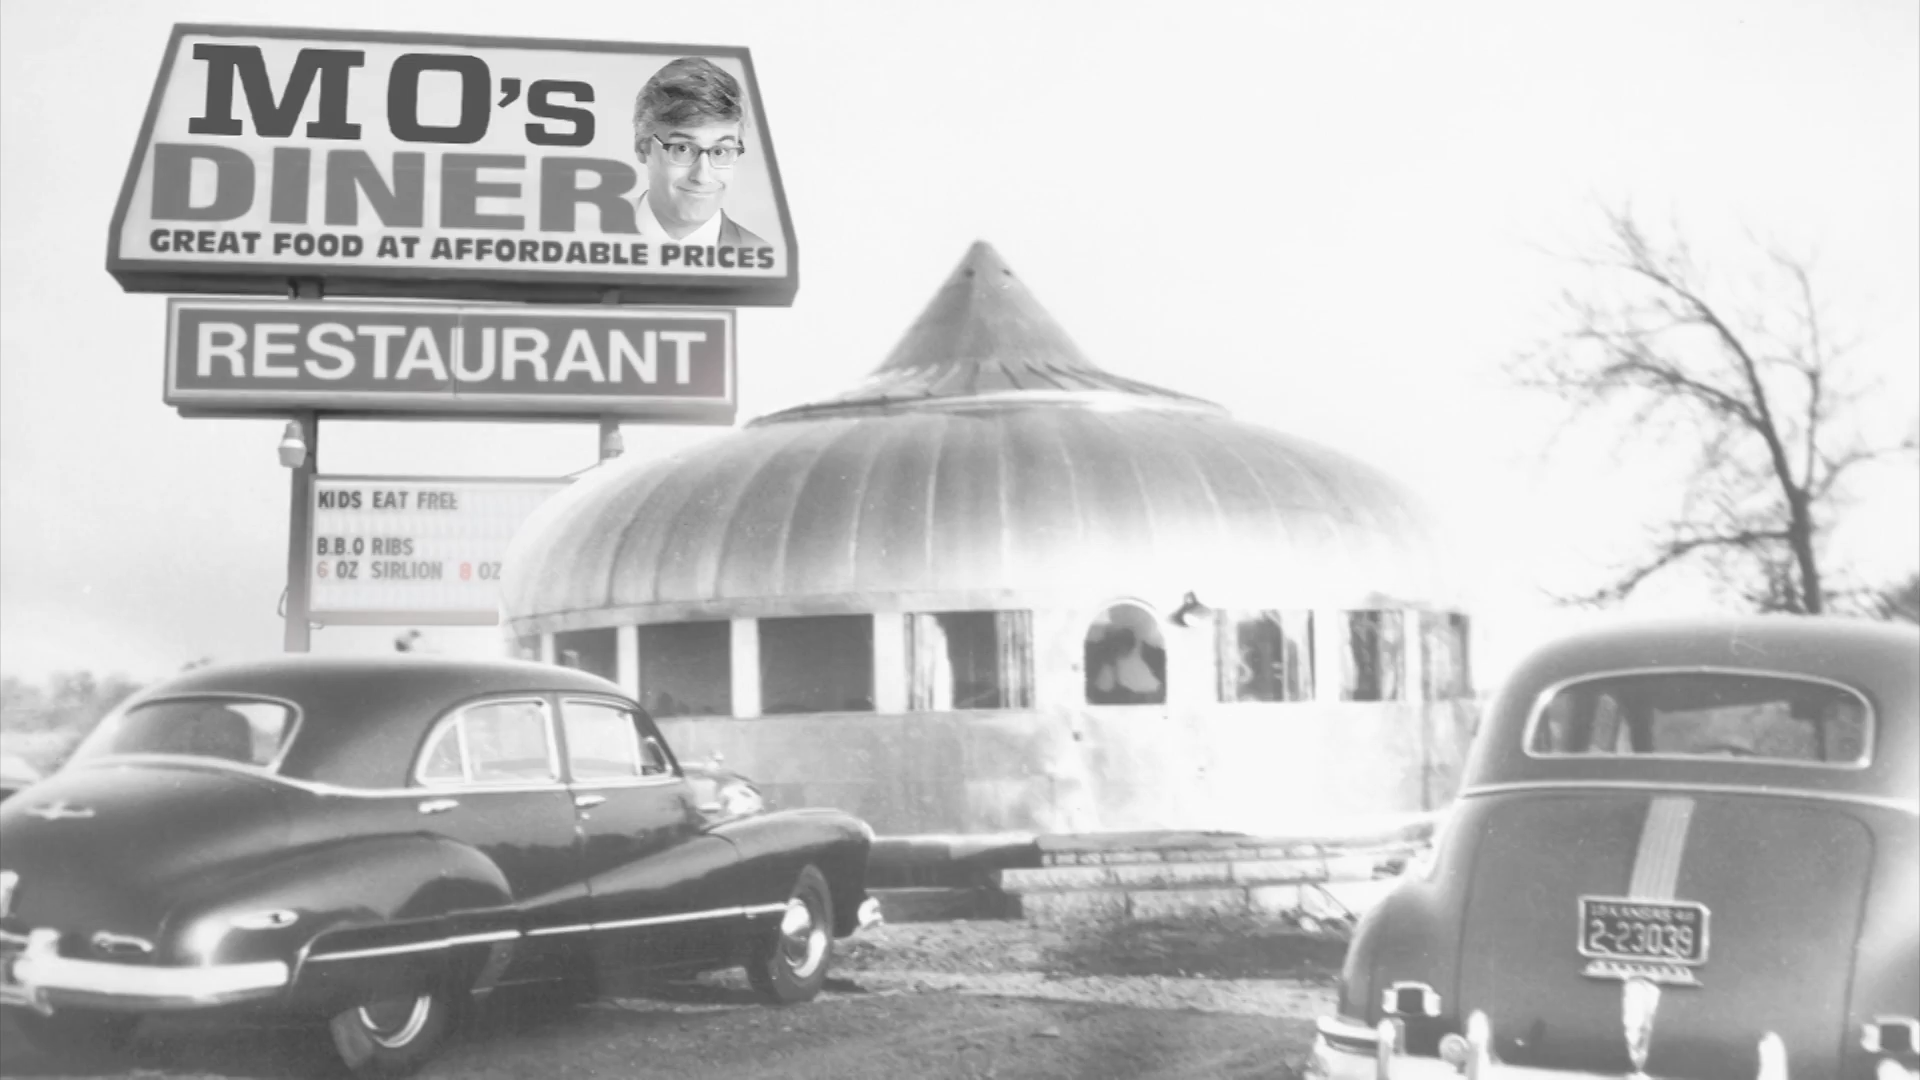 MO's
DINER
GREAT FOOD AT AFFORDABLE PRICES
RESTAURANT
KIDS EAT FREE
B.B.Q RIBS
6 OZ SIRLION 8 OZ
KANSAS
2-23039